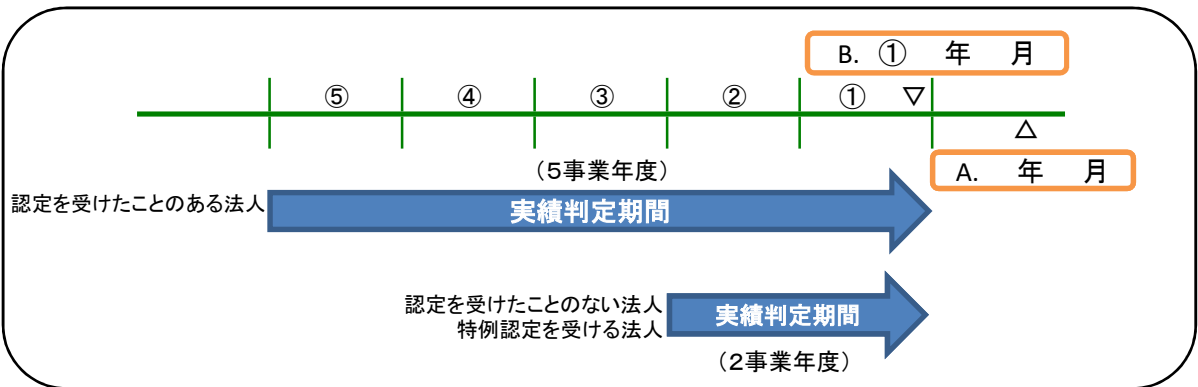 B. ① 年 月
⑤ ④ ③ ② ① ▽
△
A. 年 月
（５事業年度）
認定を受けたことのある法人
実績判定期間
認定を受けたことのない法人
特例認定を受ける法人
実績判定期間
（２事業年度）